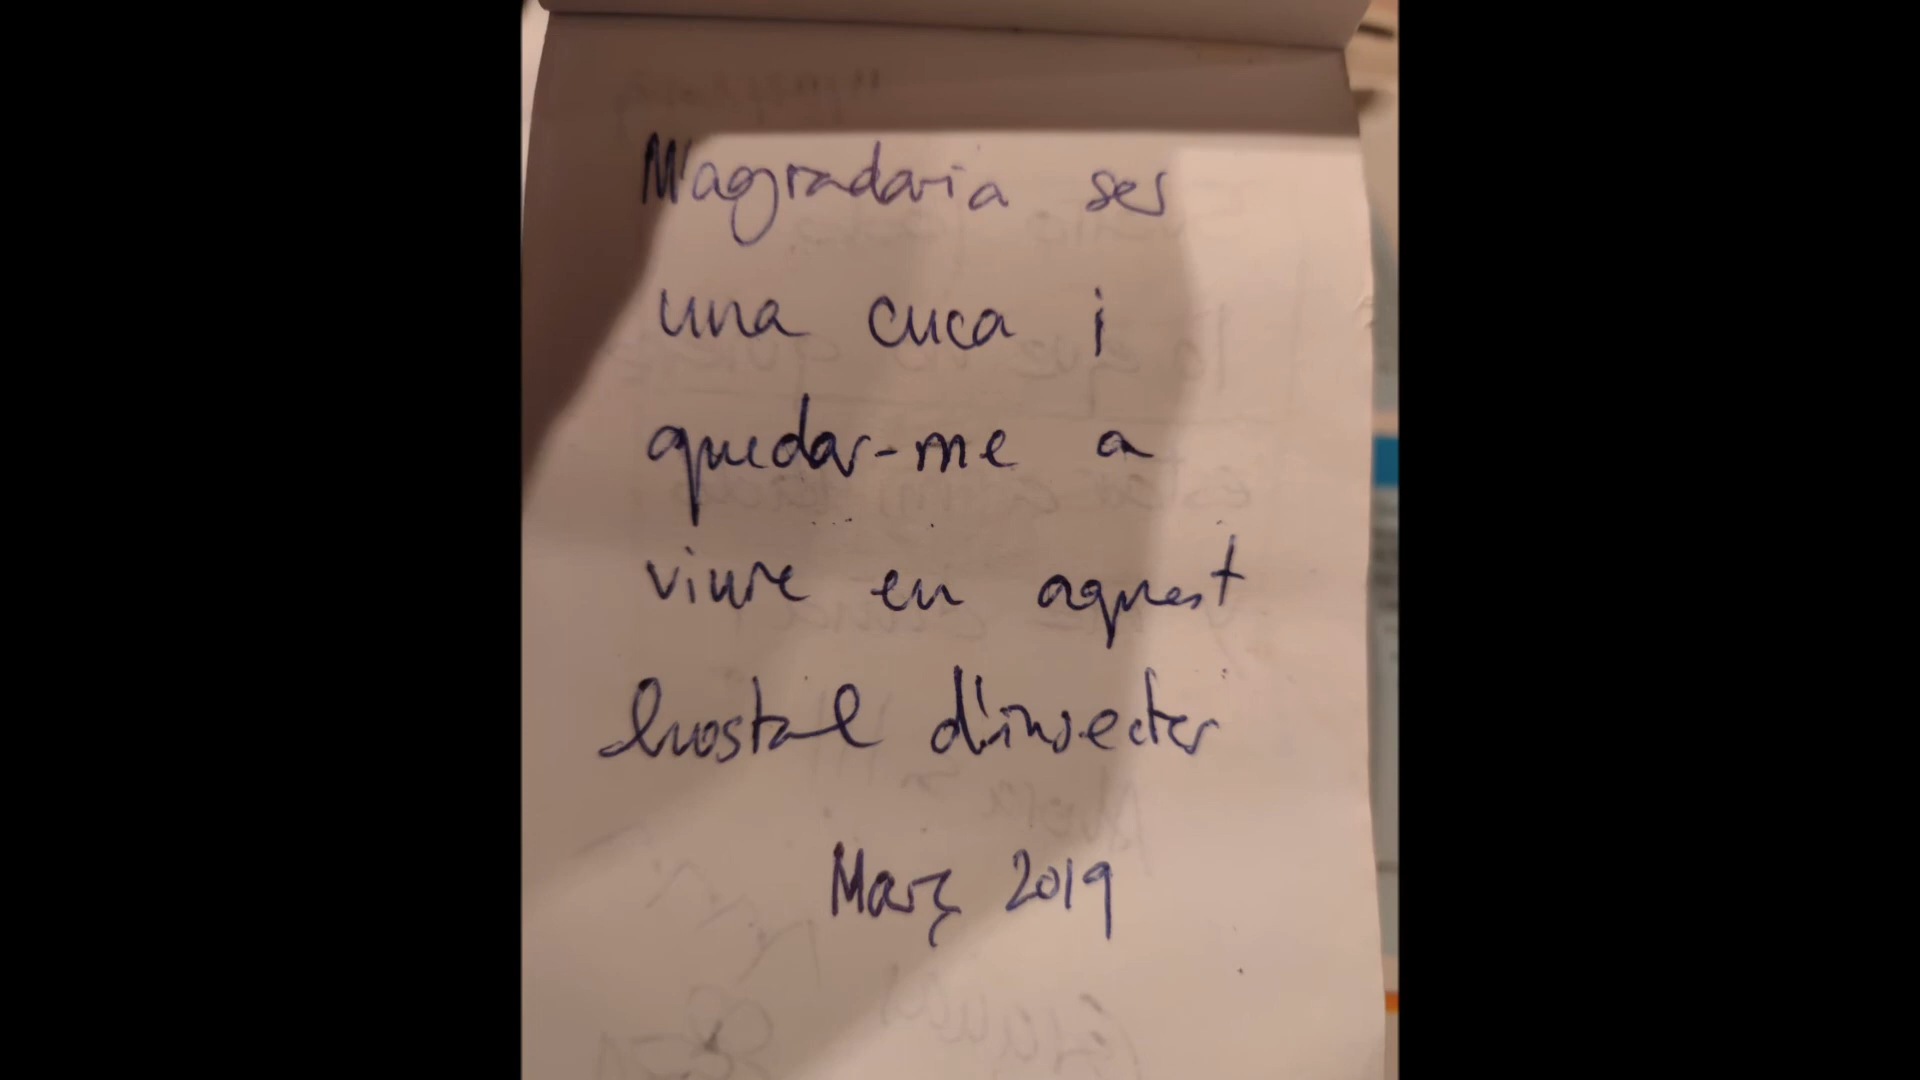 M'agradaria ser
una cuca i
quedar-me a
viure en aquest
hostal d'insectes
Març 2019